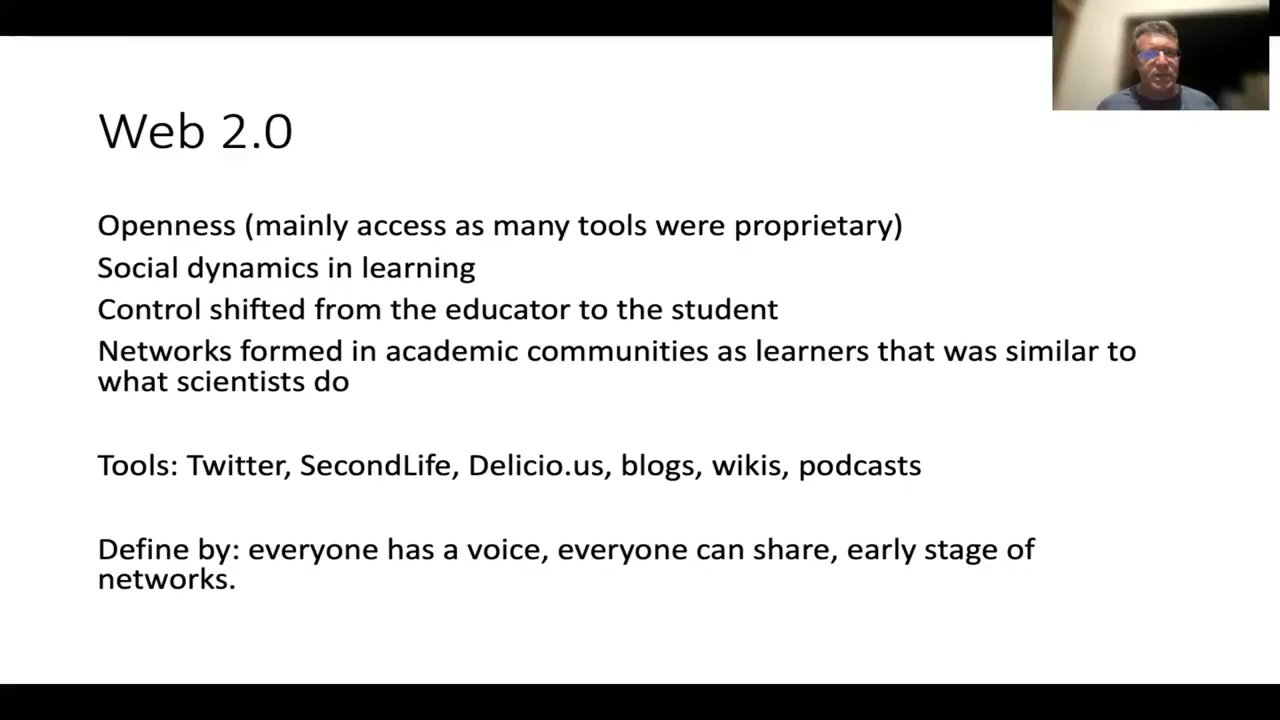 Web 2.0
Openness (mainly access as many tools were proprietary)
Social dynamics in learning
Control shifted from the educator to the student
Networks formed in academic communities as learners that was similar to
what scientists do
Tools: Twitter, SecondLife, Delicio.us, blogs, wikis, podcasts
Define by: everyone has a voice, everyone can share, early stage of
networks.